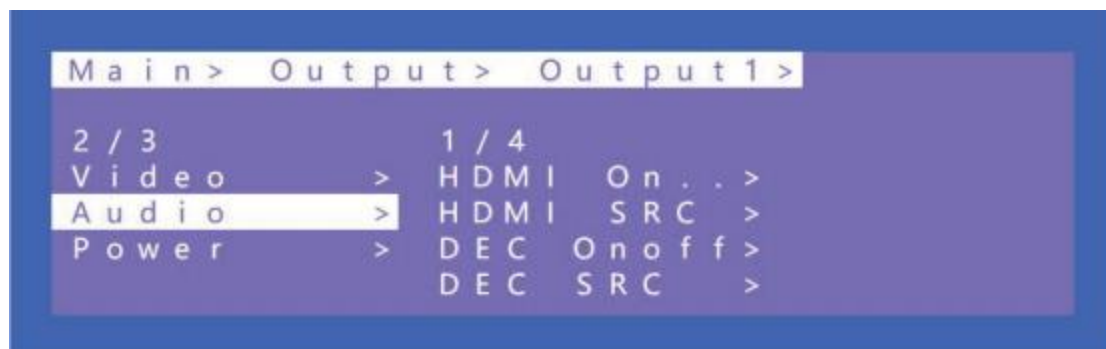 Main> Output> Output1>
2/3 1/4
Video > HDMI On..>
Audio > HDMI SRC >
Power > DEC Onoff>
DEC SRC >